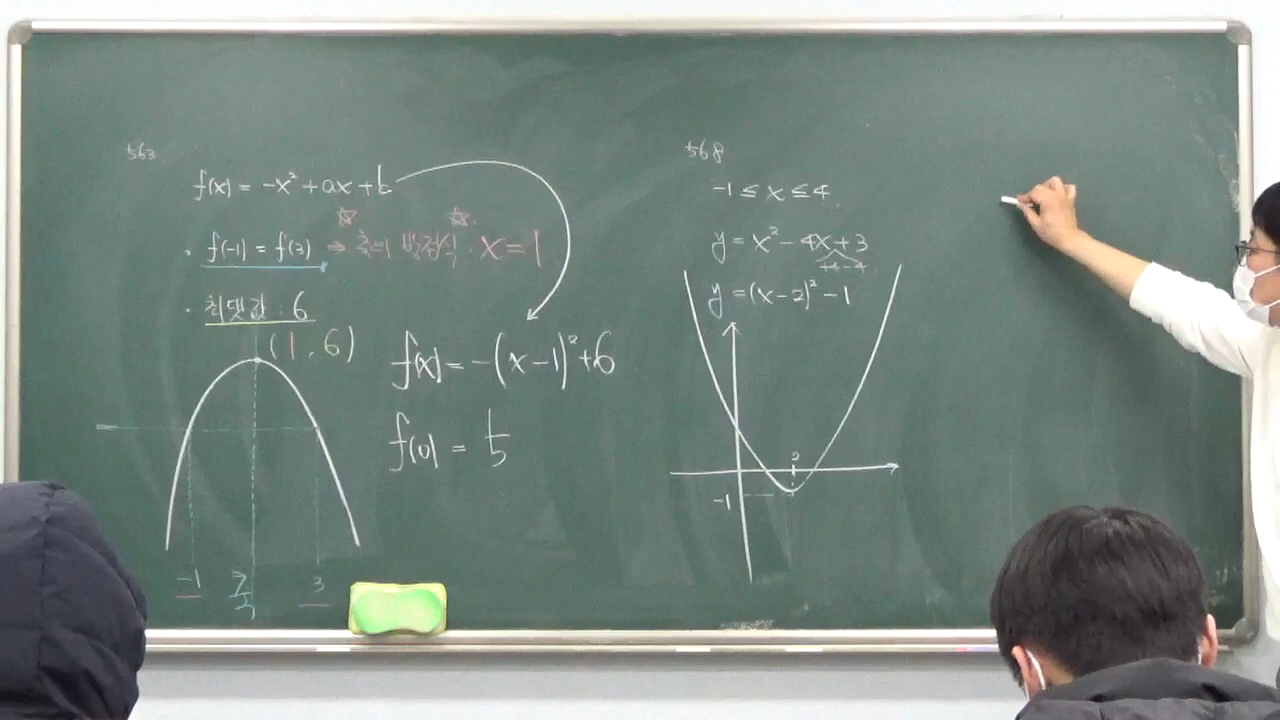 563
f(x) = -x² + ax + b
· f(-1) = f(3) ⇒ 축의 방정식 : x = 1
· 최댓값 : 6
(1, 6)
f(x) = -(x-1)² + 6
f(0) = 5
-1
3
568
-1 ≤ x ≤ 4
y = x² - 4x + 3
+4 -4
y = (x-2)² - 1
2
-1